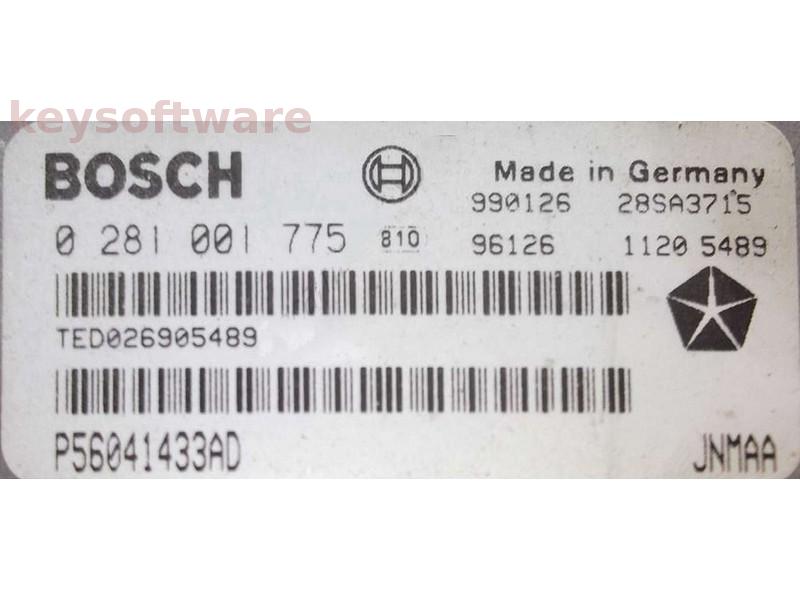 keysoftware
BOSCH Made in Germany
990126 28SA3715
0 281 001 775 810 96126 1120 5489
TED026905489
P56041433AD JNMAA